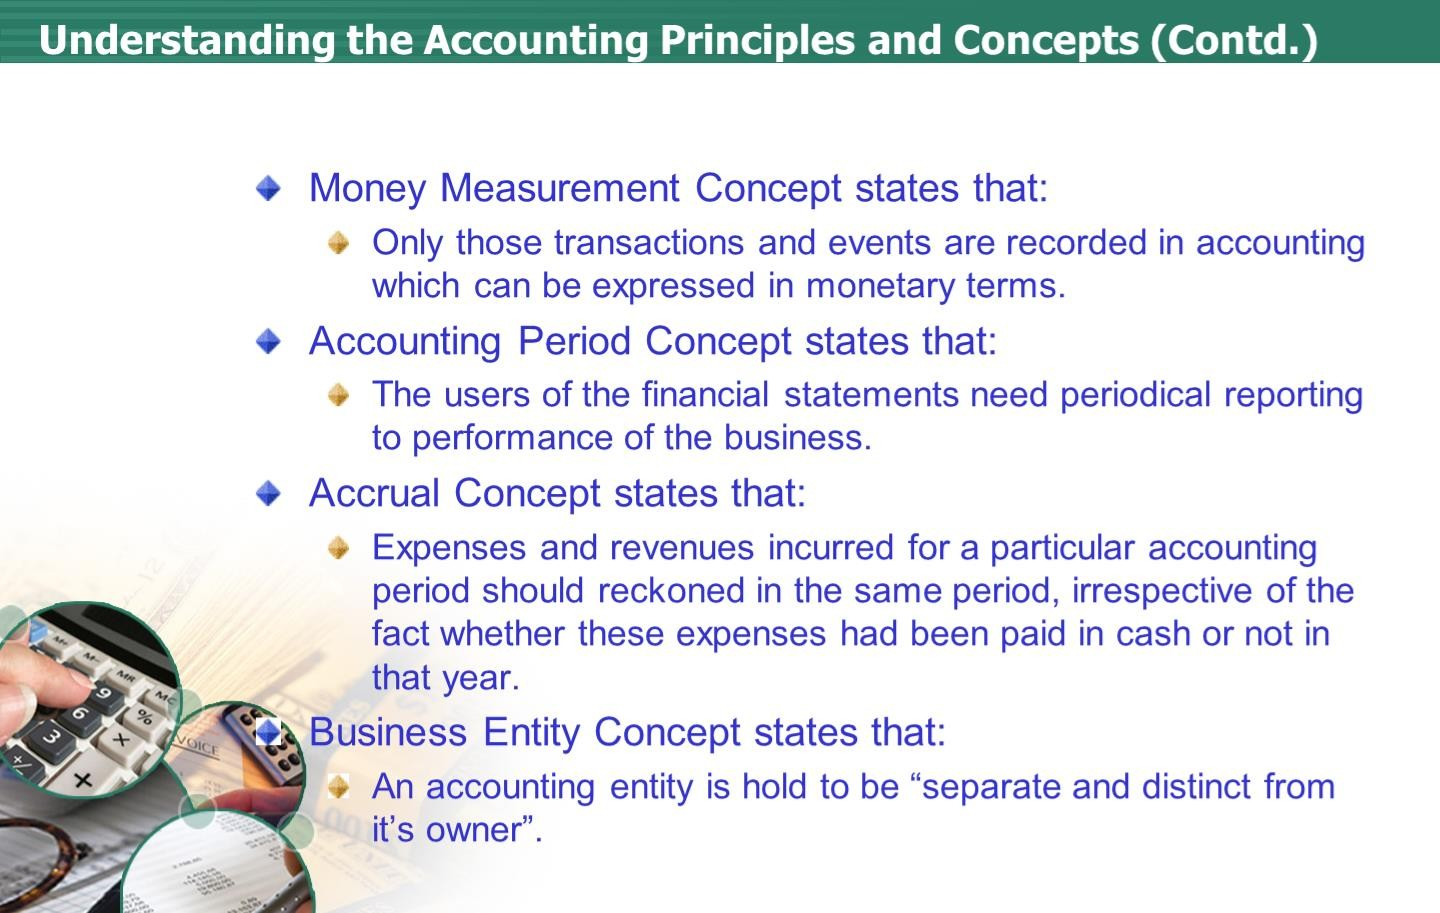 Understanding the Accounting Principles and Concepts (Contd.)
Money Measurement Concept states that:
Only those transactions and events are recorded in accounting
which can be expressed in monetary terms.
Accounting Period Concept states that:
The users of the financial statements need periodical reporting
to performance of the business.
Accrual Concept states that:
Expenses and revenues incurred for a particular accounting
period should reckoned in the same period, irrespective of the
fact whether these expenses had been paid in cash or not in
that year.
Business Entity Concept states that:
An accounting entity is hold to be “separate and distinct from
it’s owner”.